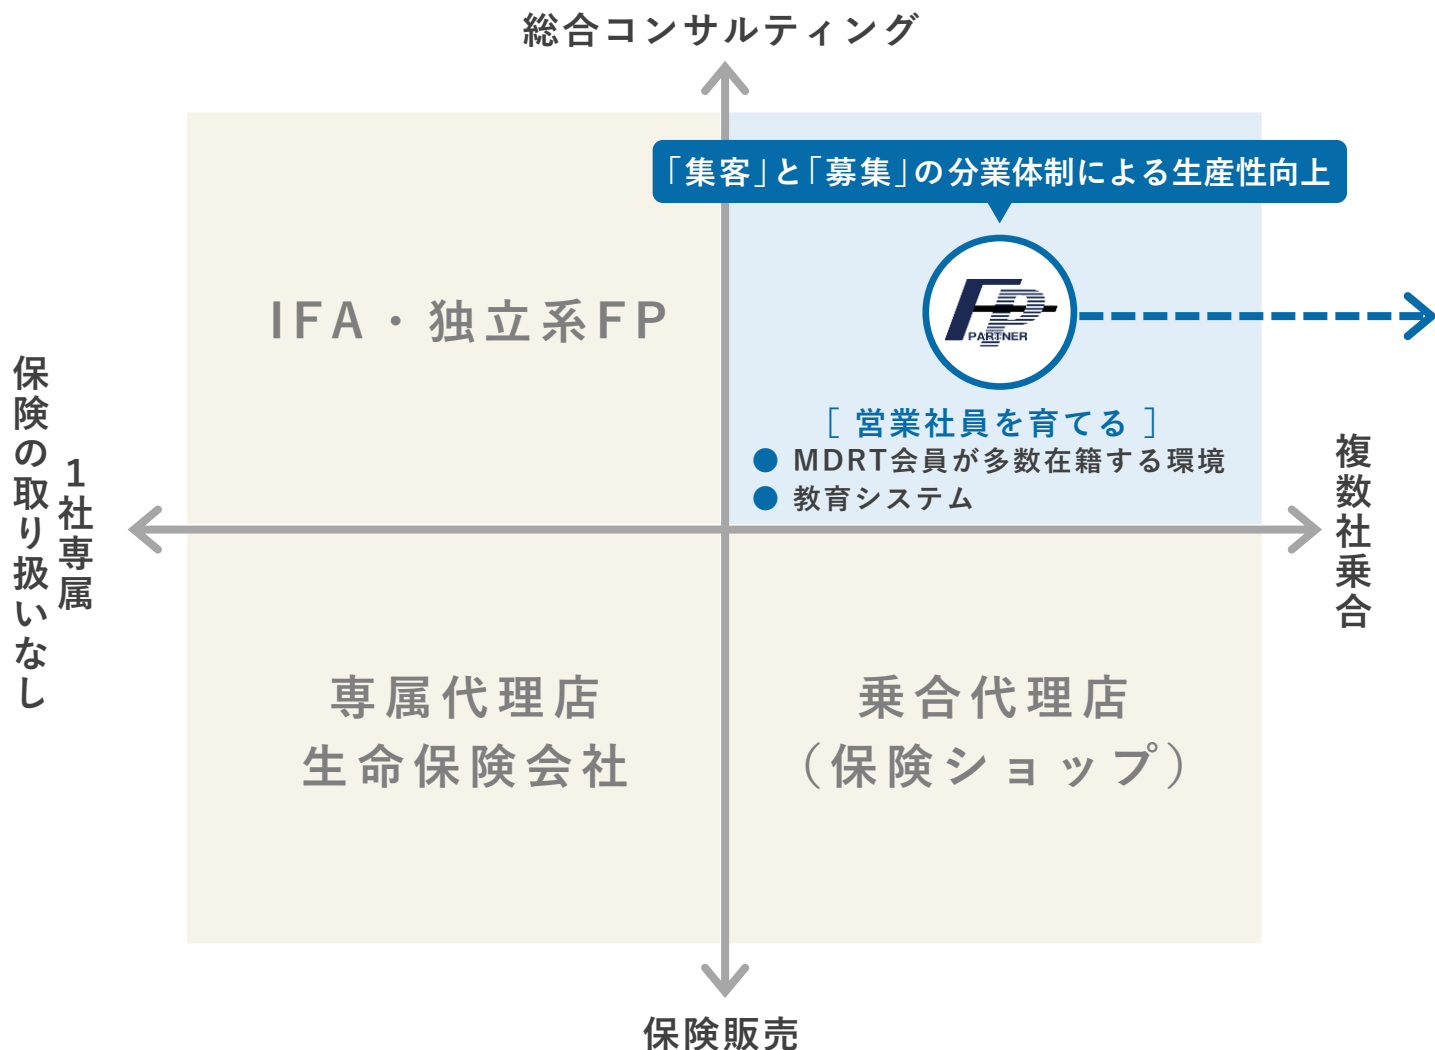 総合コンサルティング
「集客」と「募集」の分業体制による生産性向上
IFA・独立系FP
FP
PARTNER
［ 営業社員を育てる ］
● MDRT会員が多数在籍する環境
● 教育システム
1社専属
保険の取り扱いなし
複数社乗合
専属代理店
生命保険会社
乗合代理店
（保険ショップ）
保険販売